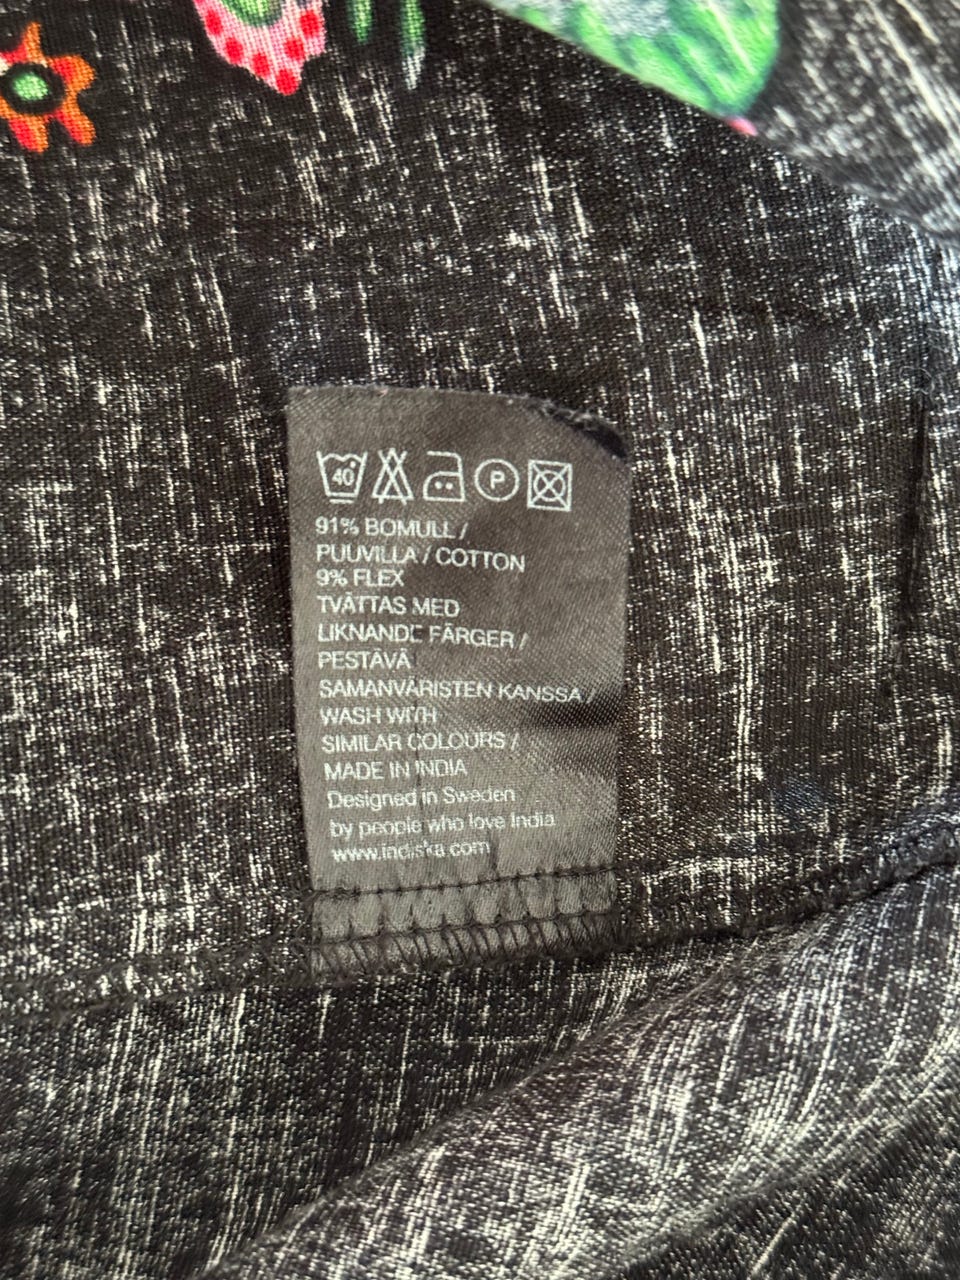 40 P
91% BOMULL /
PUUVILLA / COTTON
9% FLEX
TVÄTTAS MED
LIKNANDE FÄRGER /
PESTÄVÄ
SAMANVÄRISTEN KANSSA /
WASH WITH
SIMILAR COLOURS /
MADE IN INDIA
Designed in Sweden
by people who love India
www.indiska.com